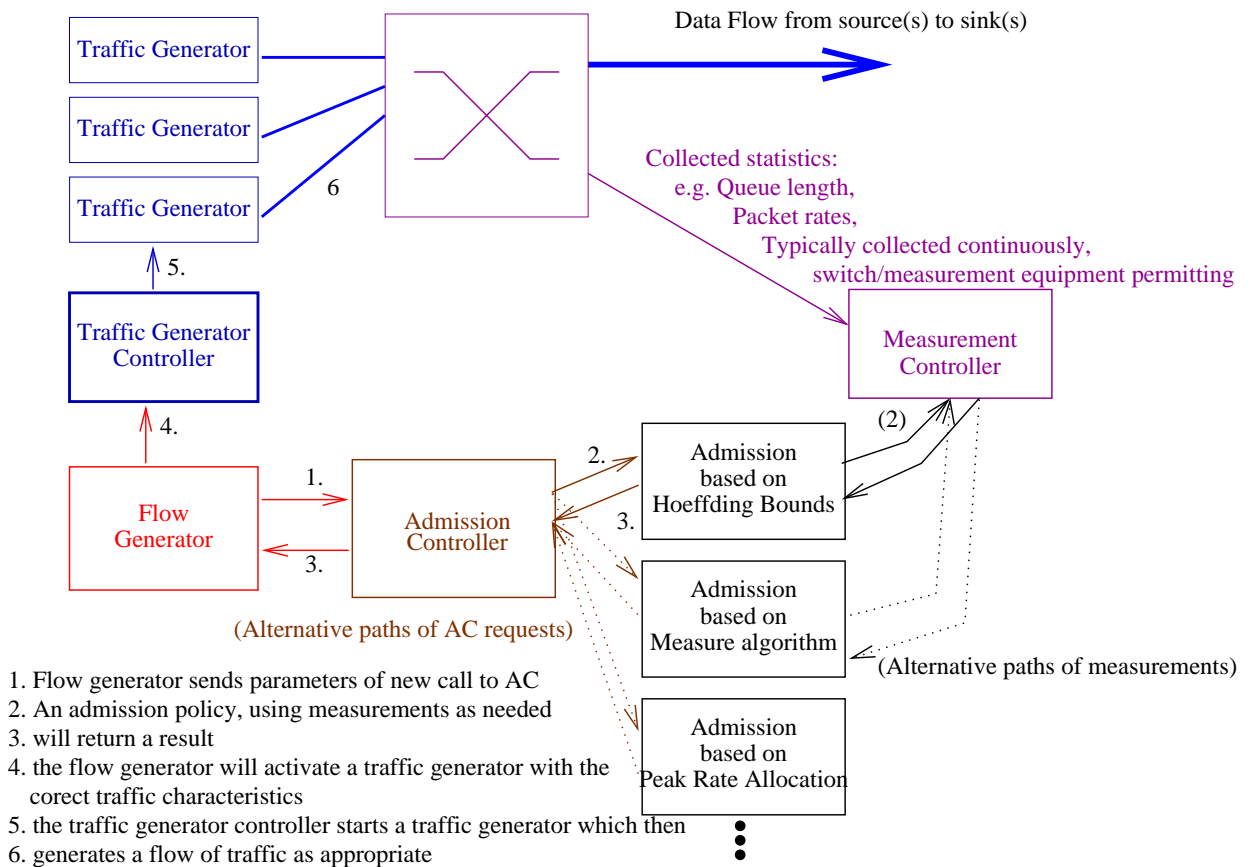 Data Flow from source(s) to sink(s)
Traffic Generator
Traffic Generator
Traffic Generator
6
Collected statistics:
e.g. Queue length,
Packet rates,
Typically collected continuously,
switch/measurement equipment permitting
5.
Traffic Generator
Controller
Measurement
Controller
4.
(2)
Flow
Generator
1.
3.
Admission
Controller
2.
3.
Admission
based on
Hoeffding Bounds
Admission
based on
Measure algorithm
(Alternative paths of AC requests)
(Alternative paths of measurements)
Admission
based on
Peak Rate Allocation
1. Flow generator sends parameters of new call to AC
2. An admission policy, using measurements as needed
3. will return a result
4. the flow generator will activate a traffic generator with the
corect traffic characteristics
5. the traffic generator controller starts a traffic generator which then
6. generates a flow of traffic as appropriate